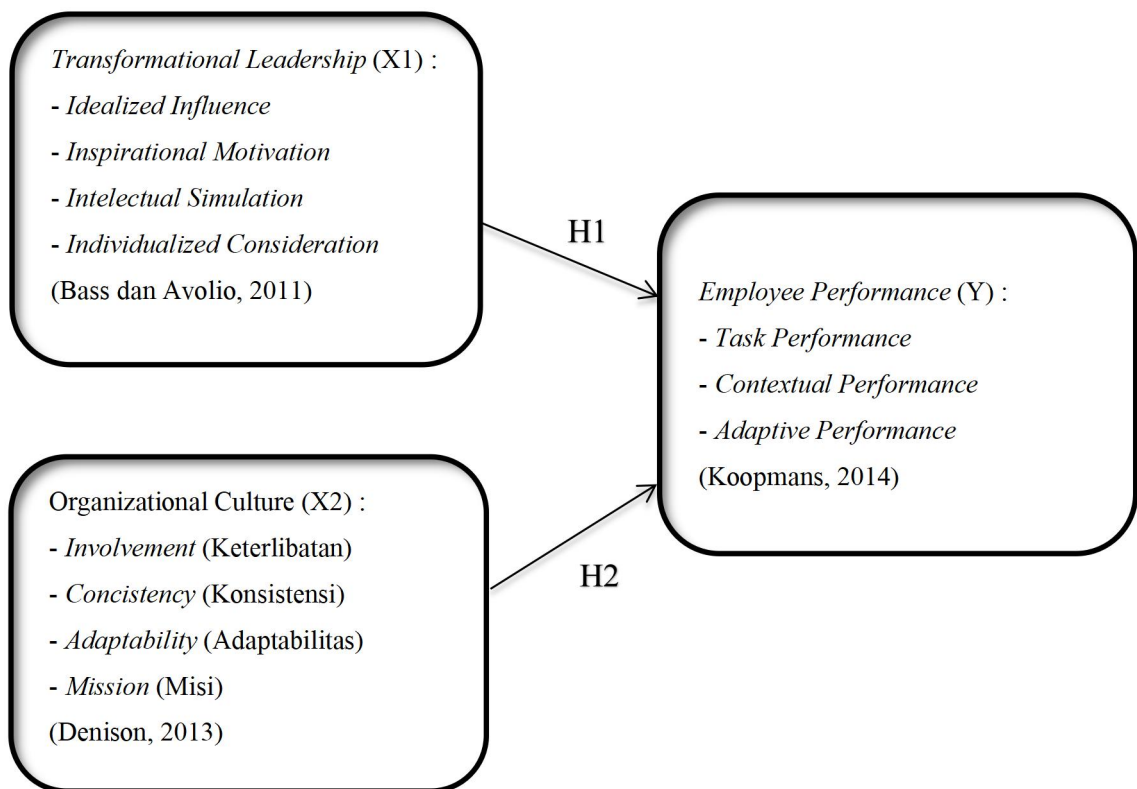 Transformational Leadership (X1) :
- Idealized Influence
- Inspirational Motivation
- Intelectual Simulation
- Individualized Consideration
(Bass dan Avolio, 2011)
H1
Employee Performance (Y) :
- Task Performance
- Contextual Performance
- Adaptive Performance
(Koopmans, 2014)
Organizational Culture (X2) :
- Involvement (Keterlibatan)
- Concistency (Konsistensi)
- Adaptability (Adaptabilitas)
- Mission (Misi)
(Denison, 2013)
H2